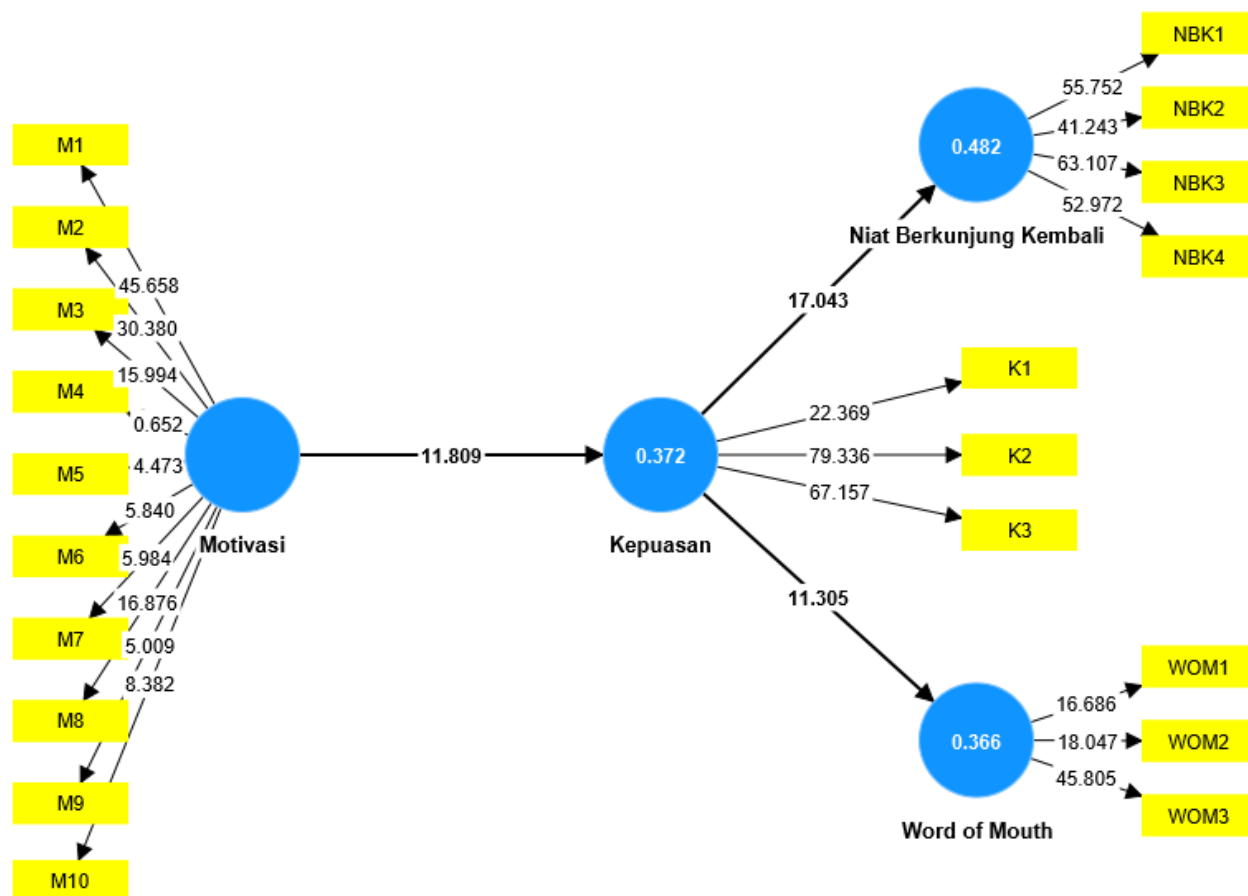 M1
M2
M3
M4
M5
M6
M7
M8
M9
M10
45.658
30.380
15.994
0.652
4.473
5.840
5.984
16.876
5.009
8.382
Motivasi
11.809
0.372
Kepuasan
17.043
11.305
22.369
79.336
67.157
K1
K2
K3
0.482
Niat Berkunjung Kembali
55.752
41.243
63.107
52.972
NBK1
NBK2
NBK3
NBK4
0.366
Word of Mouth
16.686
18.047
45.805
WOM1
WOM2
WOM3